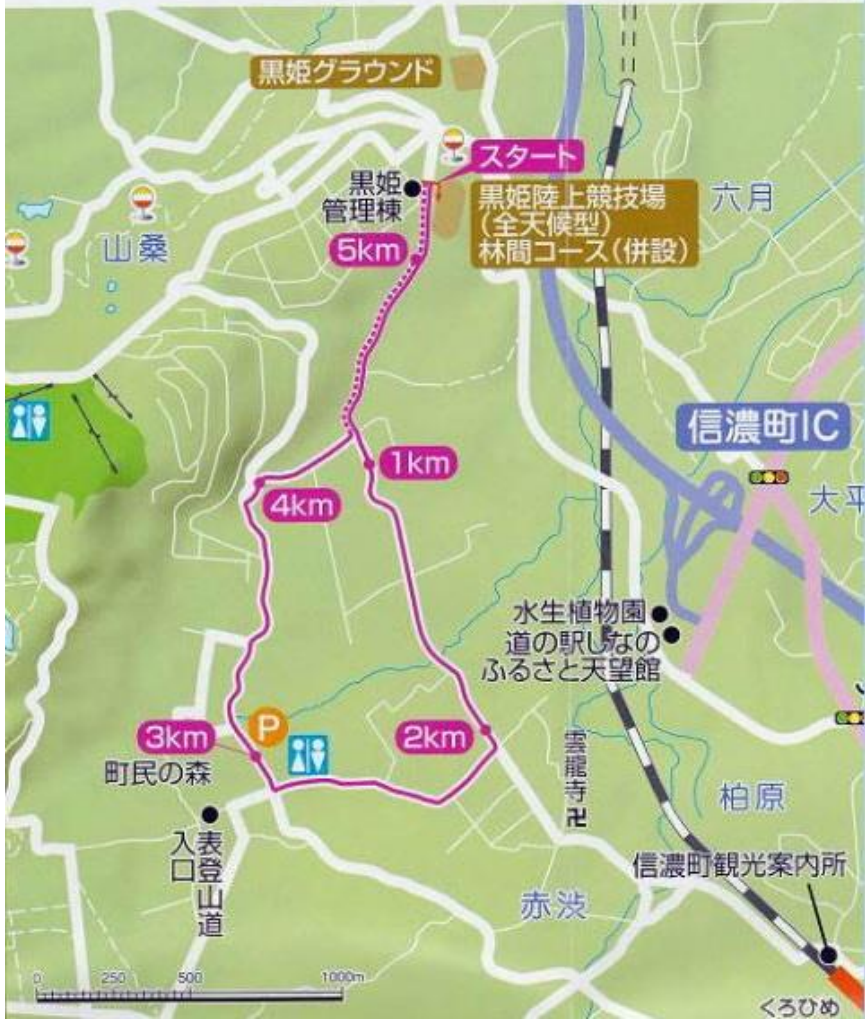 黒姫グラウンド
スタート
黒姫
管理棟
黒姫陸上競技場
(全天候型)
林間コース(併設)
六月
山桑
5km
信濃町IC
1km
4km
大平
水生植物園
道の駅しなの
ふるさと天望館
3km
P
2km
町民の森
雲龍寺
柏原
表登山道
入口
信濃町観光案内所
赤渋
0 250 500 1000m
くろひめ